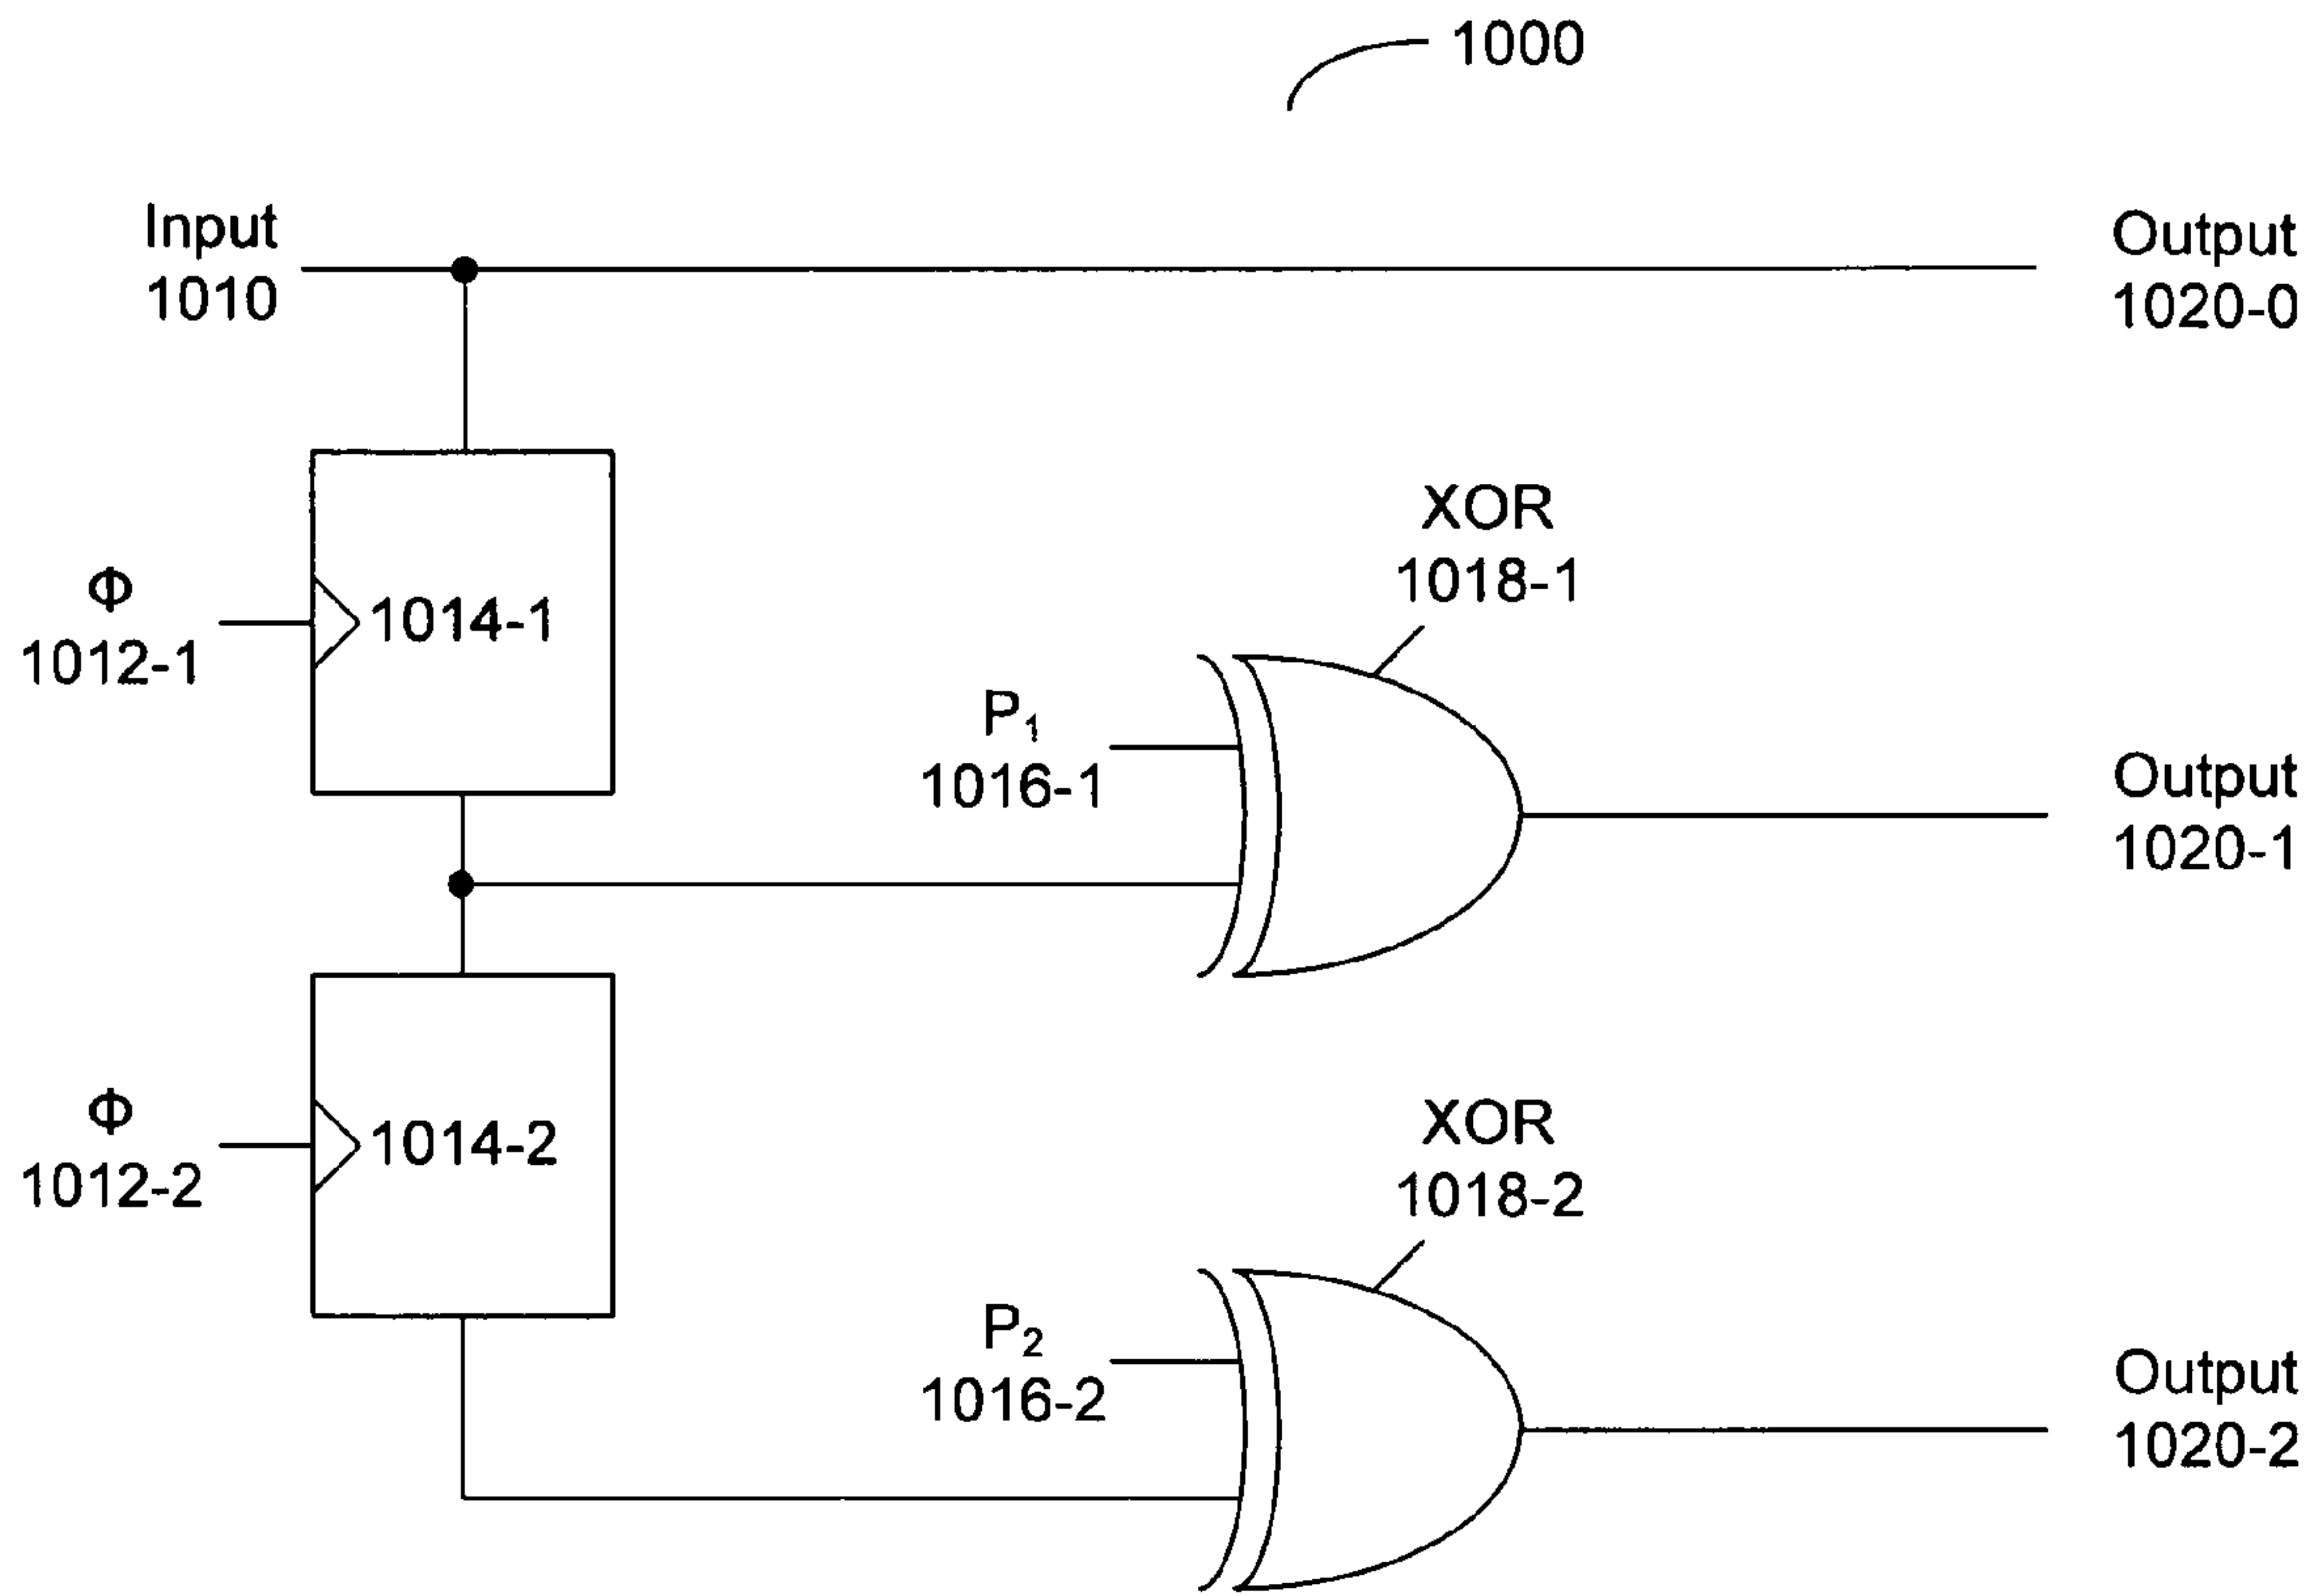 1000
Input
1010
Output
1020-0
XOR
1018-1
Φ
1012-1
1014-1
P₁
1016-1
Output
1020-1
XOR
1018-2
Φ
1012-2
1014-2
P₂
1016-2
Output
1020-2